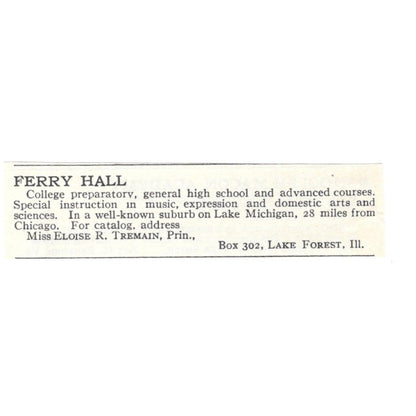 FERRY HALL
College preparatory, general high school and advanced courses.
Special instruction in music, expression and domestic arts and
sciences. In a well-known suburb on Lake Michigan, 28 miles from
Chicago. For catalog, address
Miss ELOISE R. TREMAIN, Prin.,
Box 302, LAKE FOREST, Ill.